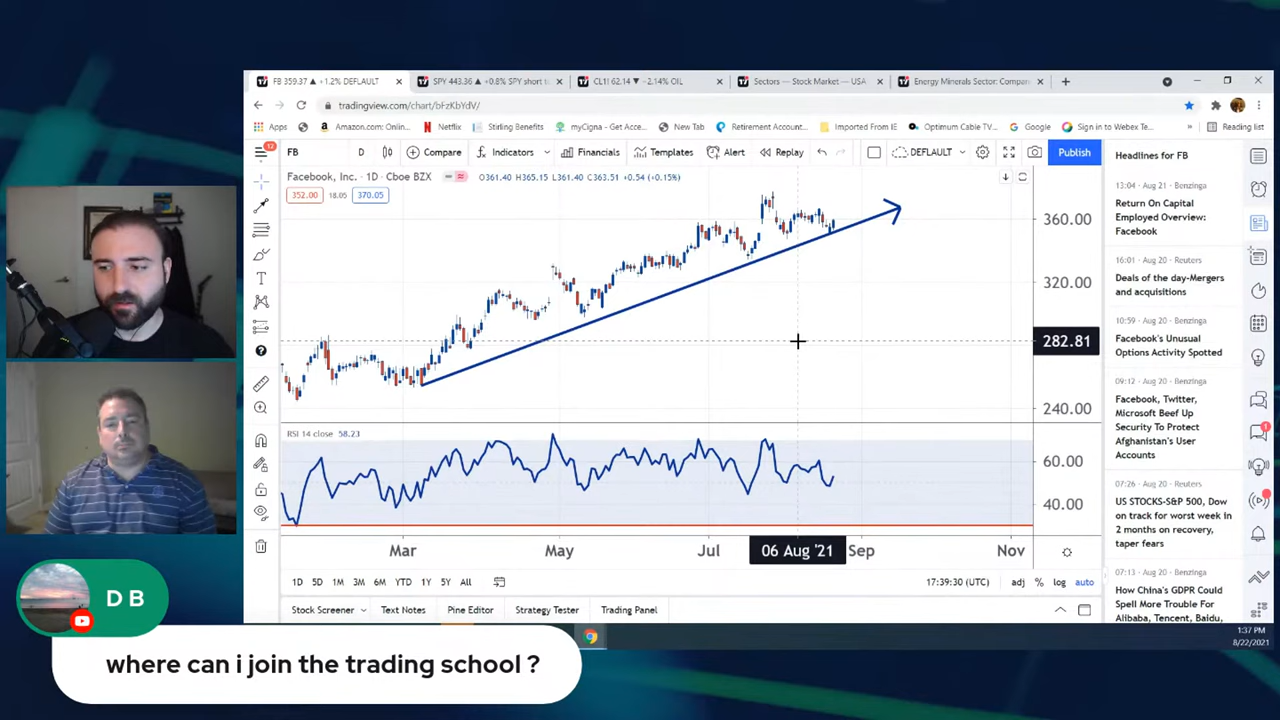 FB 359.37 ▲ +1.2% DEFLAULT
SPY 443.36 ▲ +0.8% SPY short t
CL1! 62.14 ▼ −2.14% OIL
Sectors — Stock Market — USA
Energy Minerals Sector: Compan
tradingview.com/chart/bFzKbYdV/
Apps
Amazon.com: Onlin...
Netflix
Stirling Benefits
myCigna - Get Acce...
New Tab
Retirement Account...
Imported From IE
Optimum Cable TV...
Google
Sign in to Webex Te...
Reading list
12
FB
D
Compare
Indicators
Financials
Templates
Alert
Replay
DEFLAULT
Publish
Facebook, Inc. · 1D · Cboe BZX
O361.40 H365.15 L361.40 C363.51 +0.54 (+0.15%)
352.00
18.05
370.05
360.00
320.00
282.81
240.00
RSI 14 close 58.23
60.00
40.00
Mar
May
Jul
06 Aug '21
Sep
Nov
1D
5D
1M
3M
6M
YTD
1Y
5Y
All
17:39:30 (UTC)
adj
%
log
auto
Stock Screener
Text Notes
Pine Editor
Strategy Tester
Trading Panel
Headlines for FB
13:04 · Aug 21 · Benzinga
Return On Capital
Employed Overview:
Facebook
16:01 · Aug 20 · Reuters
Deals of the day-Mergers
and acquisitions
10:59 · Aug 20 · Benzinga
Facebook's Unusual
Options Activity Spotted
09:12 · Aug 20 · Benzinga
Facebook, Twitter,
Microsoft Beef Up
Security To Protect
Afghanistan's User
Accounts
07:26 · Aug 20 · Reuters
US STOCKS-S&P 500, Dow
on track for worst week in
2 months on recovery,
taper fears
07:13 · Aug 20 · Benzinga
How China's GDPR Could
Spell More Trouble For
Alibaba, Tencent, Baidu,
1
1:37 PM
8/22/2021
D B
where can i join the trading school ?